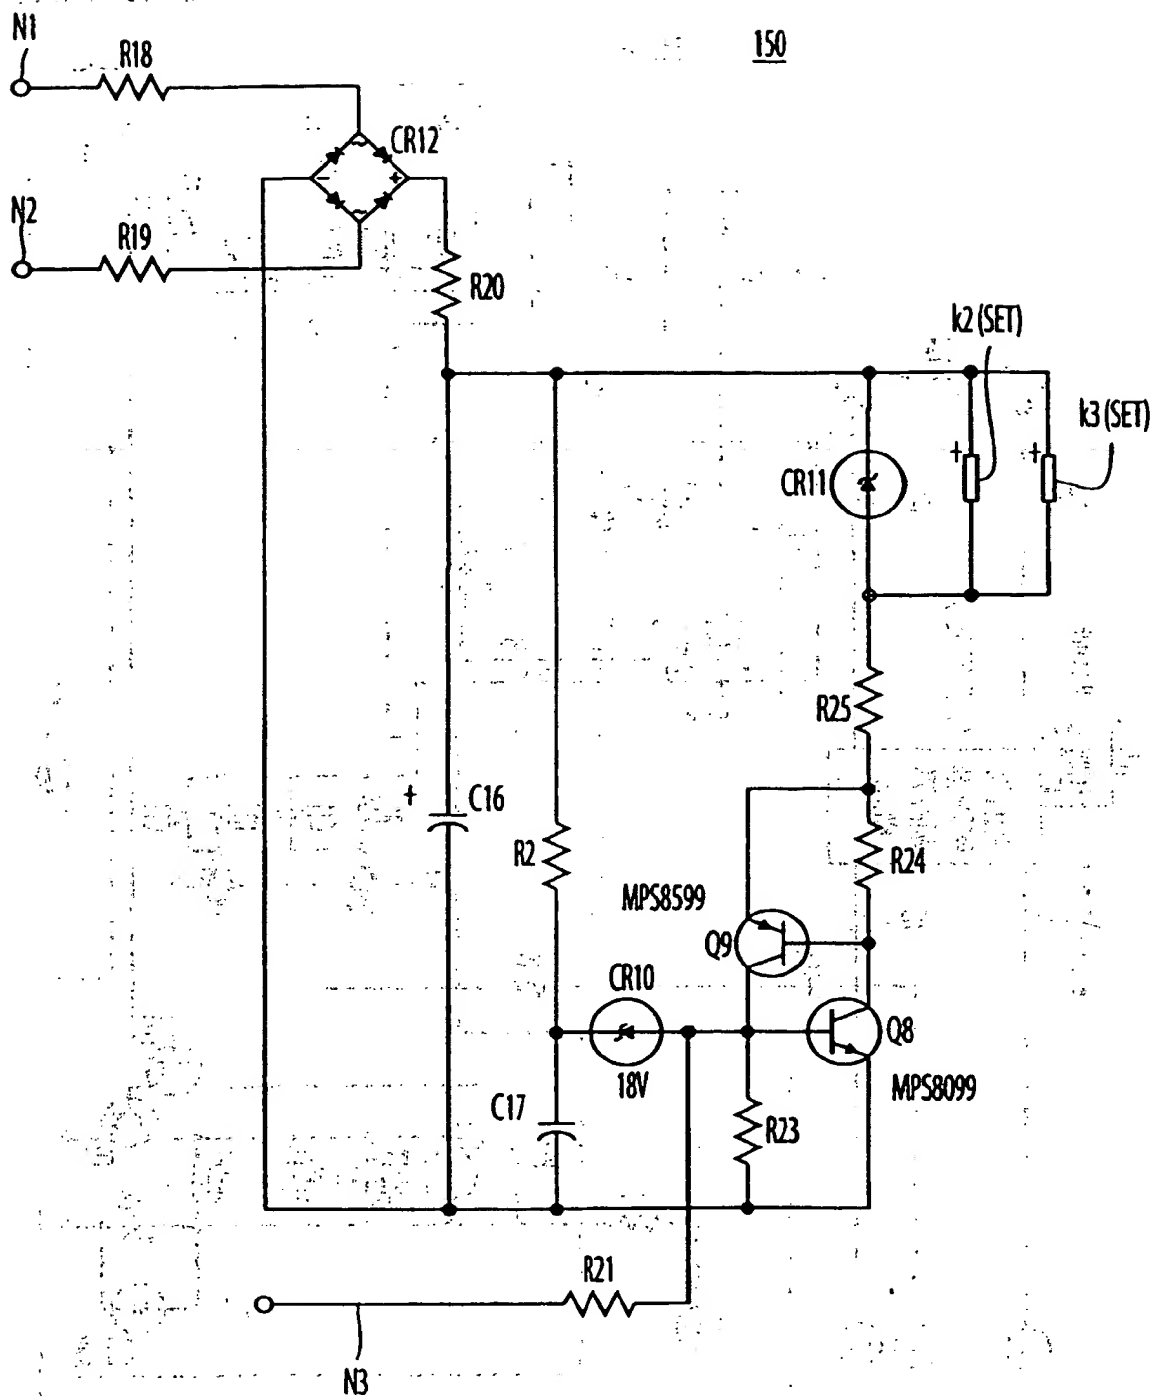 N1
R18
150
CR12
N2
R19
R20
k2 (SET)
k3 (SET)
+
+
CR11
R25
+
C16
R2
R24
MPS8599
Q9
CR10
Q8
18V
MPS8099
C17
R23
R21
N3